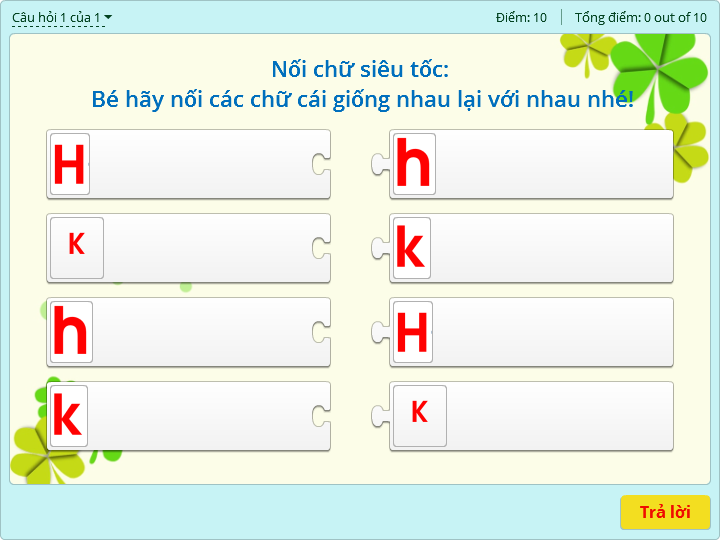 Câu hỏi 1 của 1
Điểm: 10
Tổng điểm: 0 out of 10
Nối chữ siêu tốc:
Bé hãy nối các chữ cái giống nhau lại với nhau nhé!
H
h
K
k
h
H
k
K
Trả lời